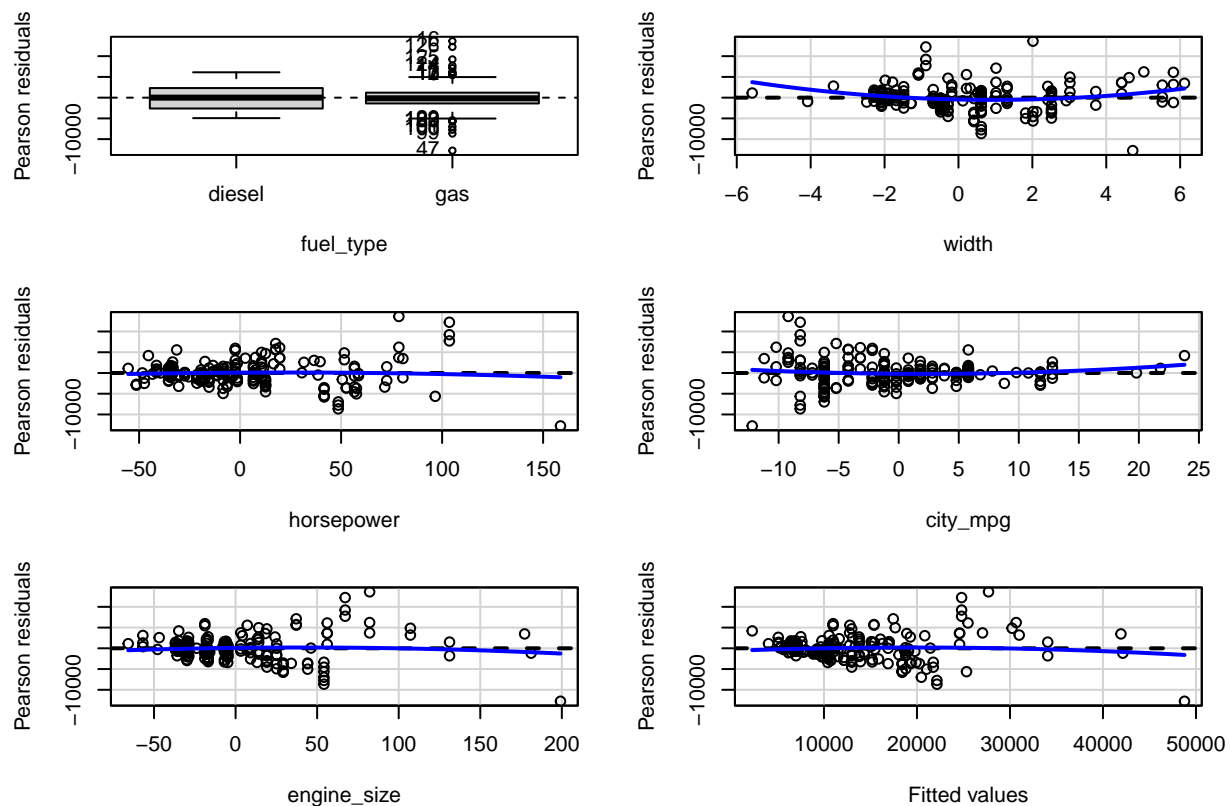 Pearson residuals
−10000
16
126
47
diesel
gas
fuel_type
Pearson residuals
−10000
−6
−4
−2
0
2
4
6
width
Pearson residuals
−10000
−50
0
50
100
150
horsepower
Pearson residuals
−10000
−10
−5
0
5
10
15
20
25
city_mpg
Pearson residuals
−10000
−50
0
50
100
150
200
engine_size
Pearson residuals
−10000
10000
20000
30000
40000
50000
Fitted values